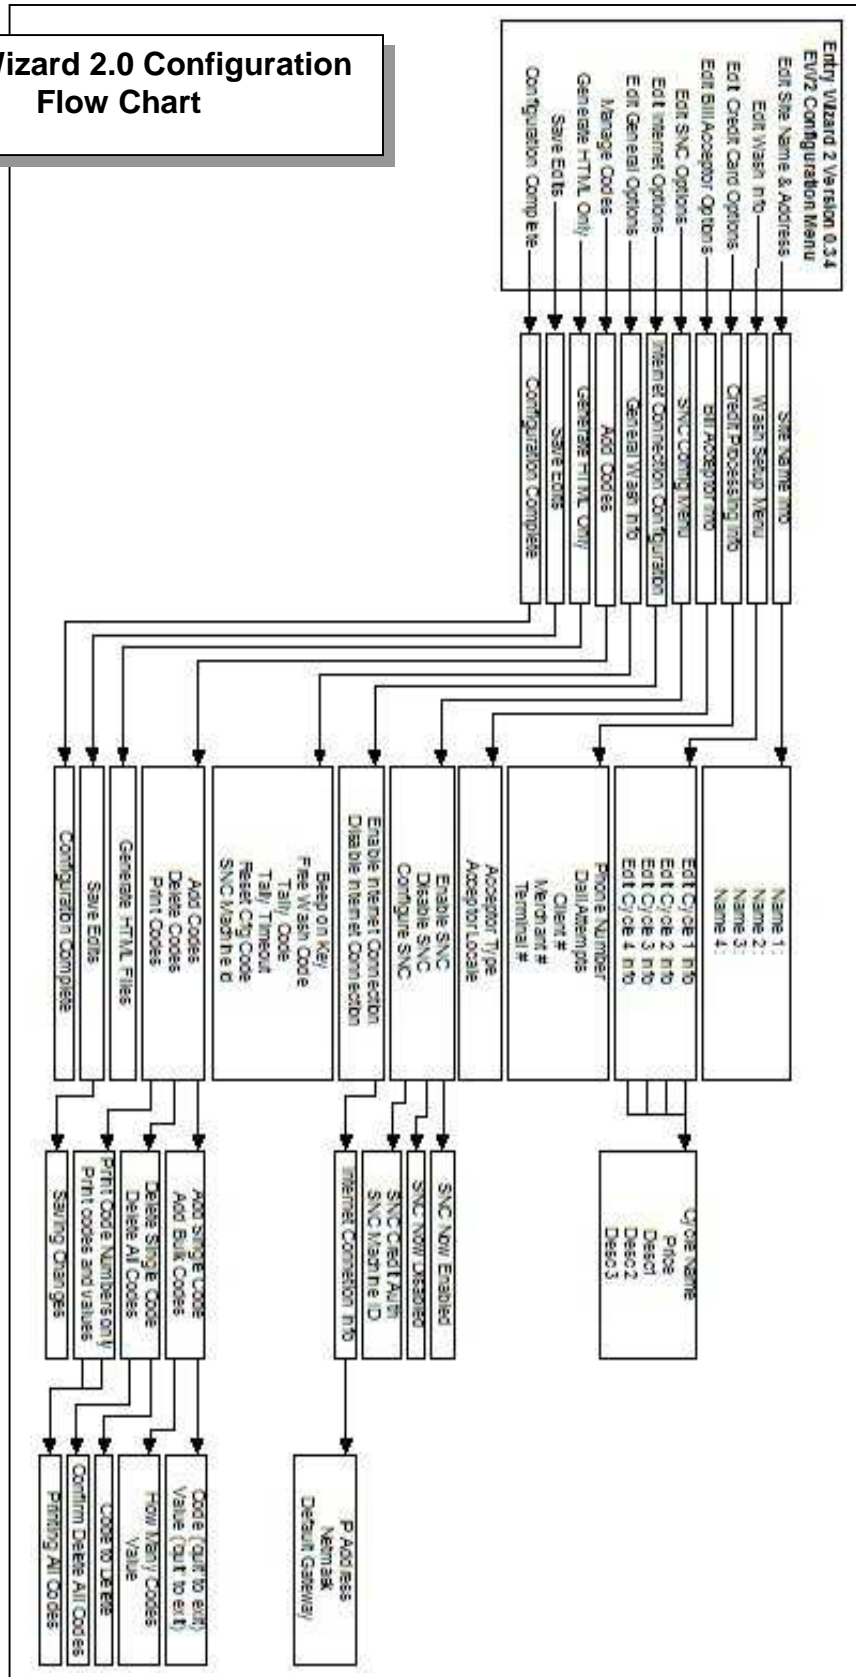 Wizard 2.0 Configuration
Flow Chart
Entry Wizard 2 Version 0.34
EW2 Configuration Menu
Edit Site Name & Address
Edit Wash Info
Edit Credit Card Options
Edit Bill Acceptor Options
Edit SNC Options
Edit Internet Options
Edit General Options
Manage Codes
Generate HTML Only
Save Edits
Configuration Complete
Site Name Info
Wash Setup Menu
Credit Processing Info
Bill Acceptor Info
SNC Config Menu
Internet Connection Configuration
General Wash Info
Add Codes
Generate HTML Only
Save Edits
Configuration Complete
Name 1:
Name 2:
Name 3:
Name 4:
Edit Cycle 1 Info
Edit Cycle 2 Info
Edit Cycle 3 Info
Edit Cycle 4 Info
Phone Number
Dail Attempts
Client #
Merchant #
Terminal #
Acceptor Type
Acceptor Locale
Enable SNC
Disable SNC
Configure SNC
Enable Internet Connection
Disable Internet Connection
Beep on Key
Free Wash Code
Tally Code
Tally Timeout
Reset Cfg Code
SNC Machine Id
Add Codes
Delete Codes
Print Codes
Generate HTML Files
Save Edits
Configuration Complete
Cycle Name
Price
Desc1
Desc2
Desc3
SNC Now Enabled
SNC Now Disabled
SNC Credit Auth
SNC Machine ID
Internet Connetion Info
Add Single Code
Add Bulk Codes
Delete Single Code
Delete All Codes
Print Code Numbers only
Print codes and values
Saving Changes
IP Address
Netmask
Default Gateway
Code (quit to exit)
Value (quit to exit)
How Many Codes
Value
Code to Delete
Confirm Delete All Codes
Printing All Codes